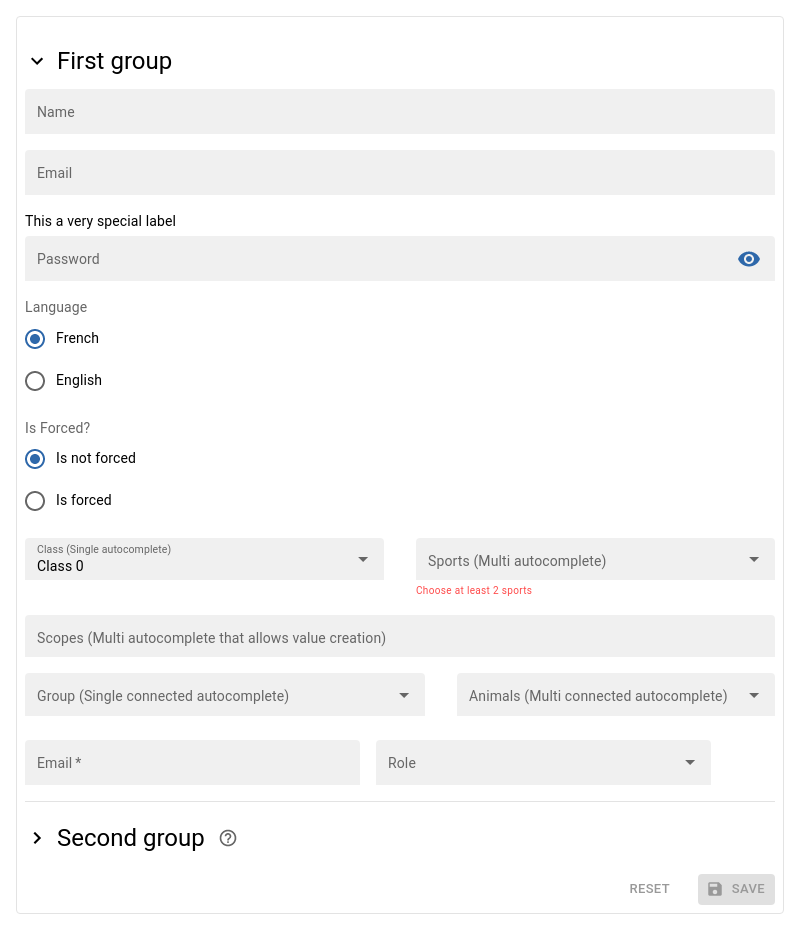 First group
Name
Email
This a very special label
Password
Language
French
English
Is Forced?
Is not forced
Is forced
Class (Single autocomplete)
Class 0
Sports (Multi autocomplete)
Choose at least 2 sports
Scopes (Multi autocomplete that allows value creation)
Group (Single connected autocomplete)
Animals (Multi connected autocomplete)
Email *
Role
Second group
RESET
SAVE